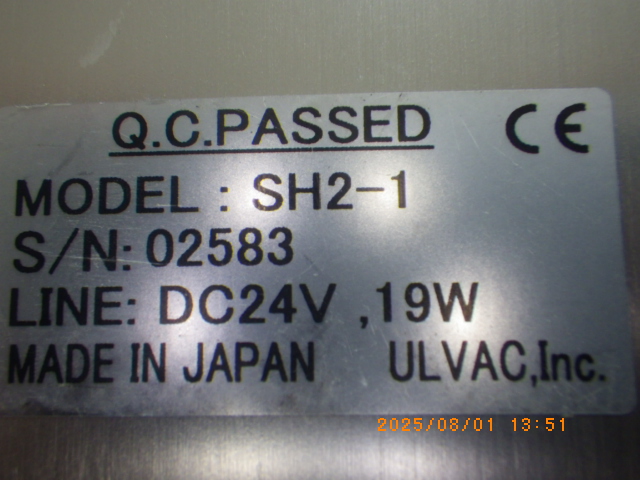 Q.C.PASSED CE
MODEL : SH2-1
S/N: 02583
LINE: DC24V ,19W
MADE IN JAPAN ULVAC,Inc.
2025/08/01 13:51